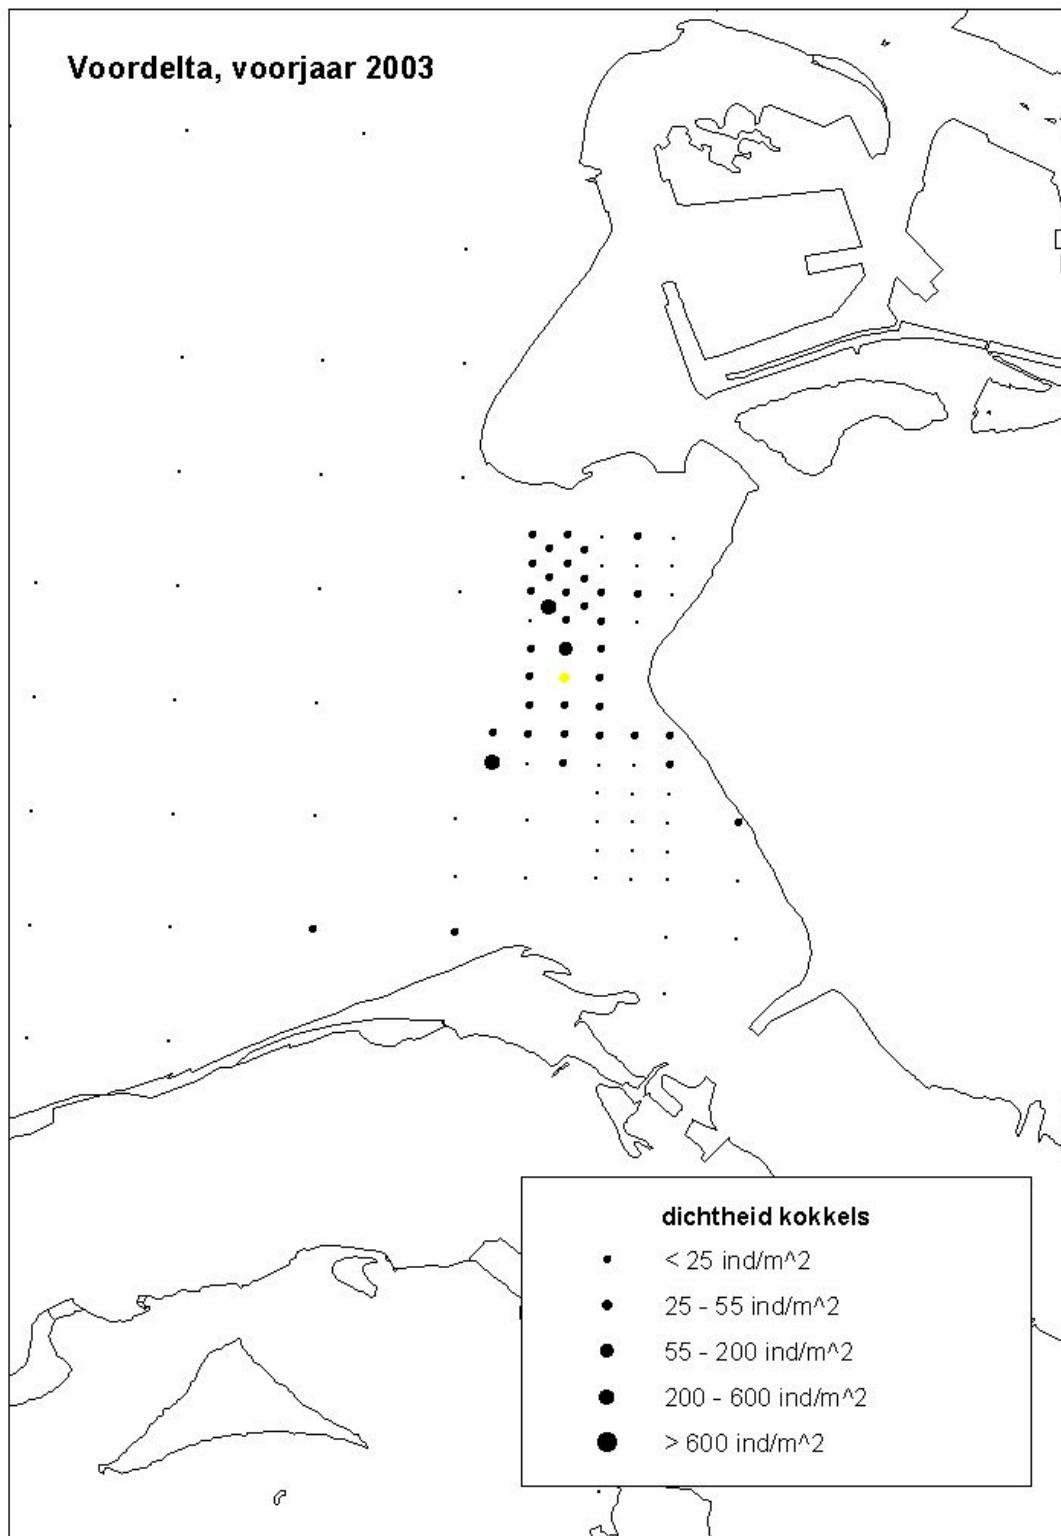 Voordelta, voorjaar 2003
dichtheid kokkels
< 25 ind/m^2
25 - 55 ind/m^2
55 - 200 ind/m^2
200 - 600 ind/m^2
> 600 ind/m^2